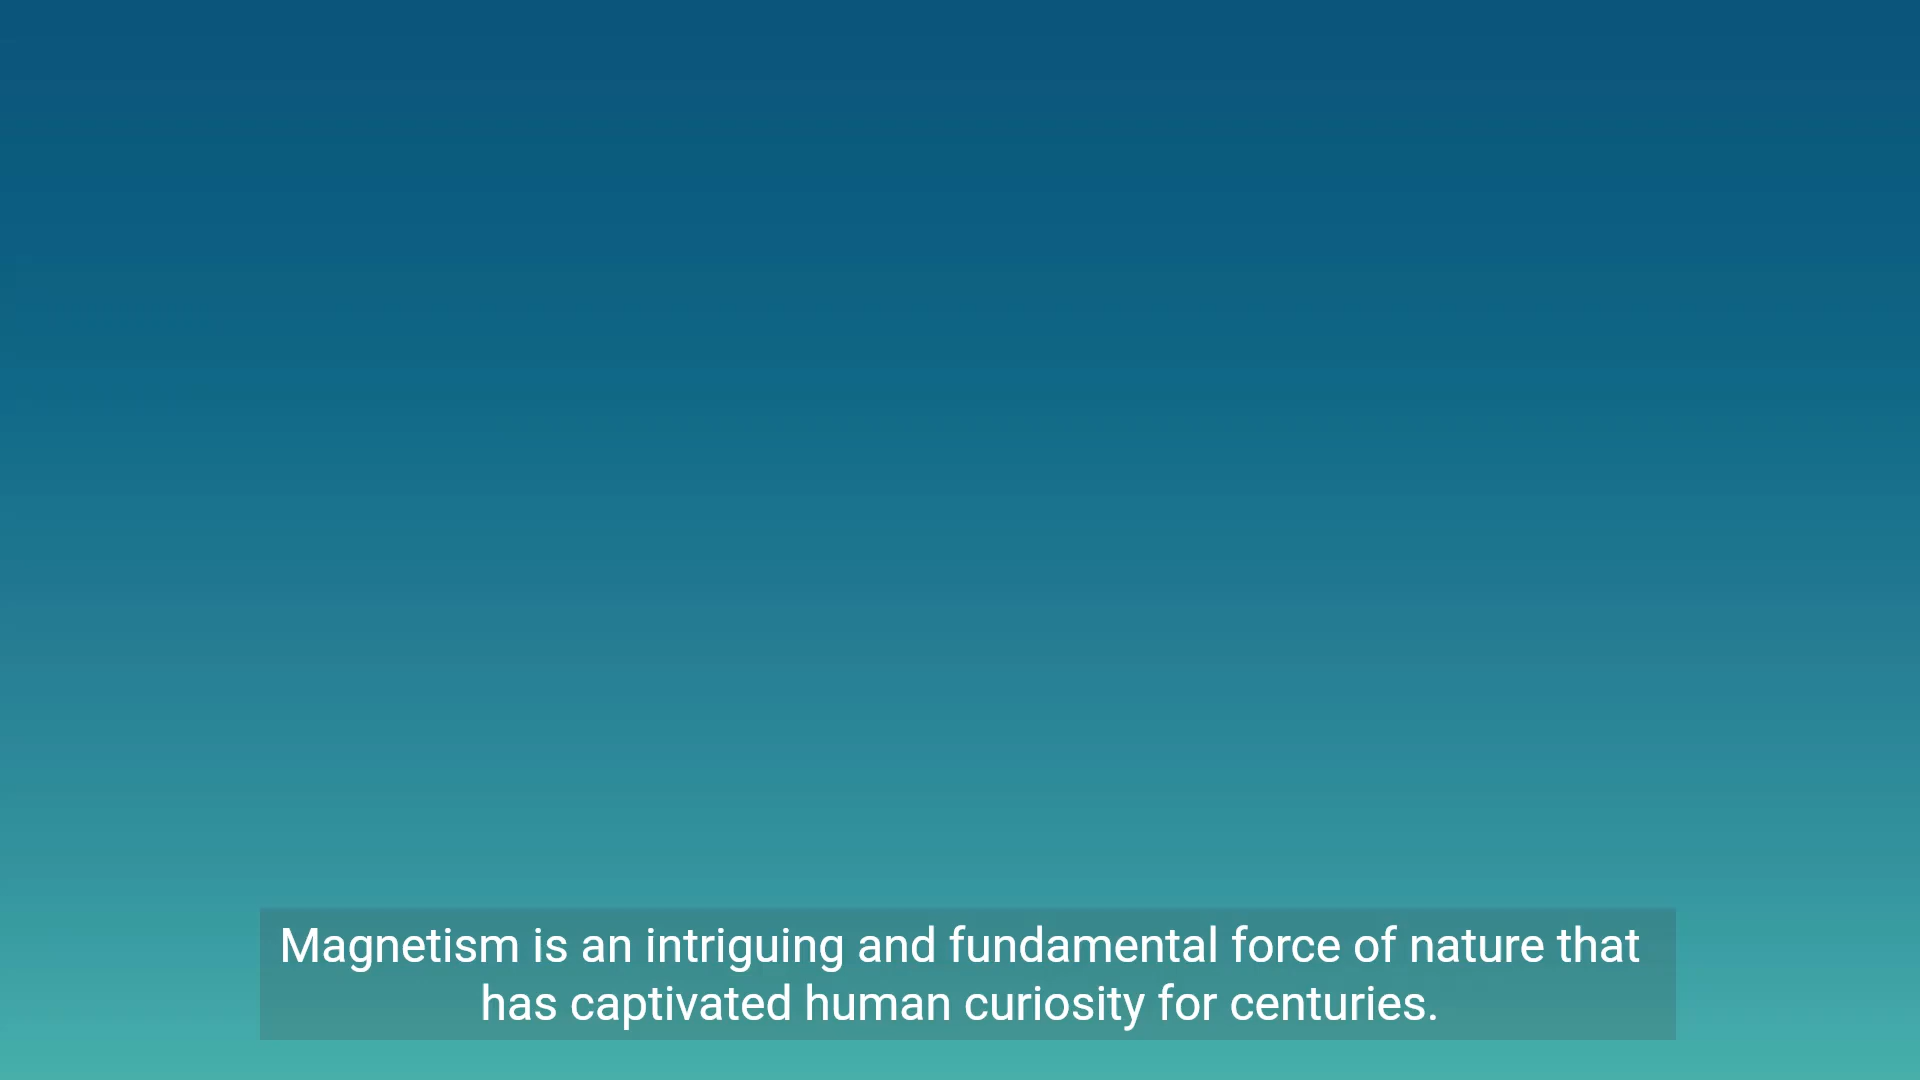 Magnetism is an intriguing and fundamental force of nature that
has captivated human curiosity for centuries.